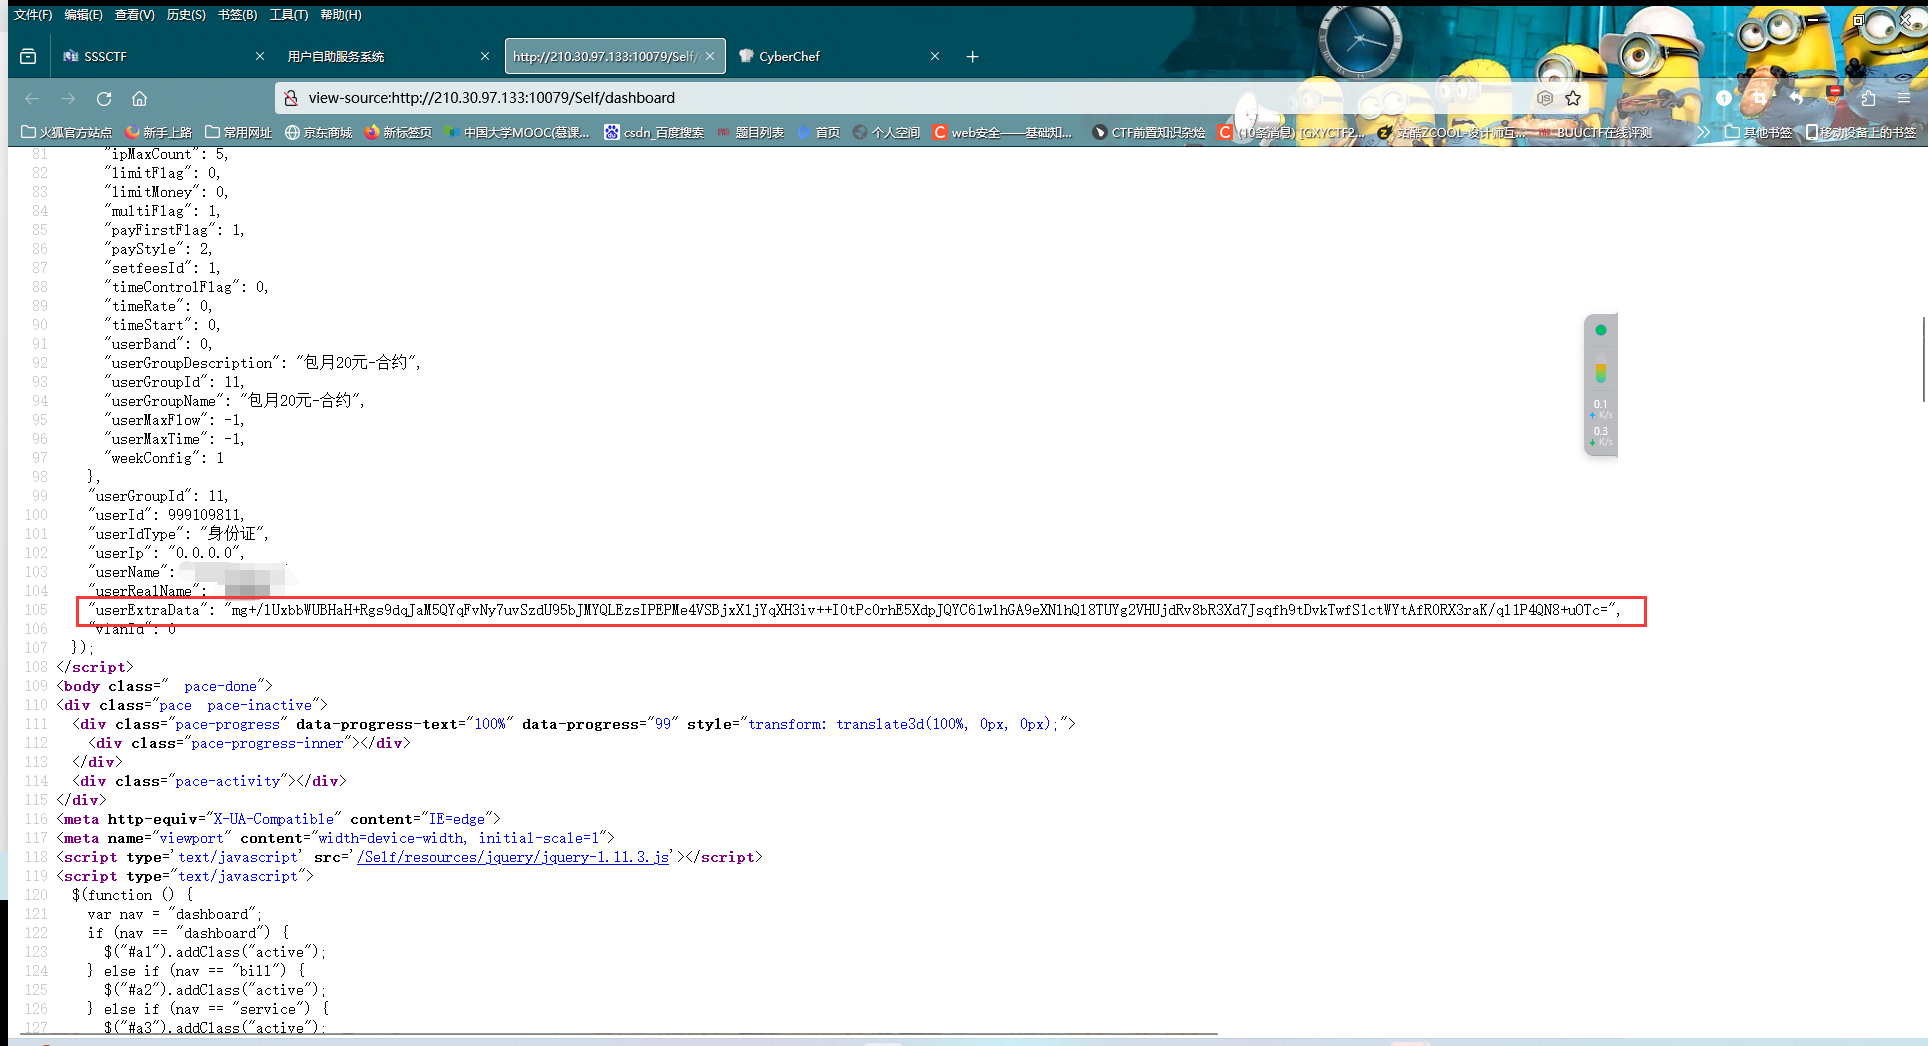 文件(F) 编辑(E) 查看(V) 历史(S) 书签(B) 工具(T) 帮助(H)
SSSCTF
用户自助服务系统
http://210.30.97.133:10079/Self/
CyberChef
view-source:http://210.30.97.133:10079/Self/dashboard
火狐官方站点 新手上路 常用网址 京东商城 新标签页 中国大学MOOC(慕课... csdn_百度搜索 题目列表 首页 个人空间 web安全——基础知... CTF前置知识杂烩 (10条消息) [GXYCTF2... 站酷ZCOOL-设计师互... BUUCTF在线评测 其他书签 移动设备上的书签
81 "ipMaxCount": 5,
82 "limitFlag": 0,
83 "limitMoney": 0,
84 "multiFlag": 1,
85 "payFirstFlag": 1,
86 "payStyle": 2,
87 "setfeesId": 1,
88 "timeControlFlag": 0,
89 "timeRate": 0,
90 "timeStart": 0,
91 "userBand": 0,
92 "userGroupDescription": "包月20元-合约",
93 "userGroupId": 11,
94 "userGroupName": "包月20元-合约",
95 "userMaxFlow": -1,
96 "userMaxTime": -1,
97 "weekConfig": 1
98 },
99 "userGroupId": 11,
100 "userId": 999109811,
101 "userIdType": "身份证",
102 "userIp": "0.0.0.0",
103 "userName":
104 "userRealName":
105 "userExtraData": "mg+/1UxbbWUBHaH+Rgs9dqJaM5QYqFvNy7uvSzdU95bJMYQLEzsIPEPMe4VSBjxX1jYqXH3iv++IOtPc0rhE5XdpJQYC61w1hGA9eXN1hQ18TUYg2VHUjdRv8bR3Xd7Jsqfh9tDvkTwfS1ctWYtAfR0RX3raK/q11P4QN8+uOTc=",
106 "vlanId": 0
107 });
108 </script>
109 <body class="  pace-done">
110 <div class="pace  pace-inactive">
111 <div class="pace-progress" data-progress-text="100%" data-progress="99" style="transform: translate3d(100%, 0px, 0px);">
112 <div class="pace-progress-inner"></div>
113 </div>
114 <div class="pace-activity"></div>
115 </div>
116 <meta http-equiv="X-UA-Compatible" content="IE=edge">
117 <meta name="viewport" content="width=device-width, initial-scale=1">
118 <script type='text/javascript' src='/Self/resources/jquery/jquery-1.11.3.js'></script>
119 <script type="text/javascript">
120 $(function () {
121 var nav = "dashboard";
122 if (nav == "dashboard") {
123 $("#a1").addClass("active");
124 } else if (nav == "bill") {
125 $("#a2").addClass("active");
126 } else if (nav == "service") {
127 $("#a3").addClass("active");
0.1
K/s
0.3
K/s